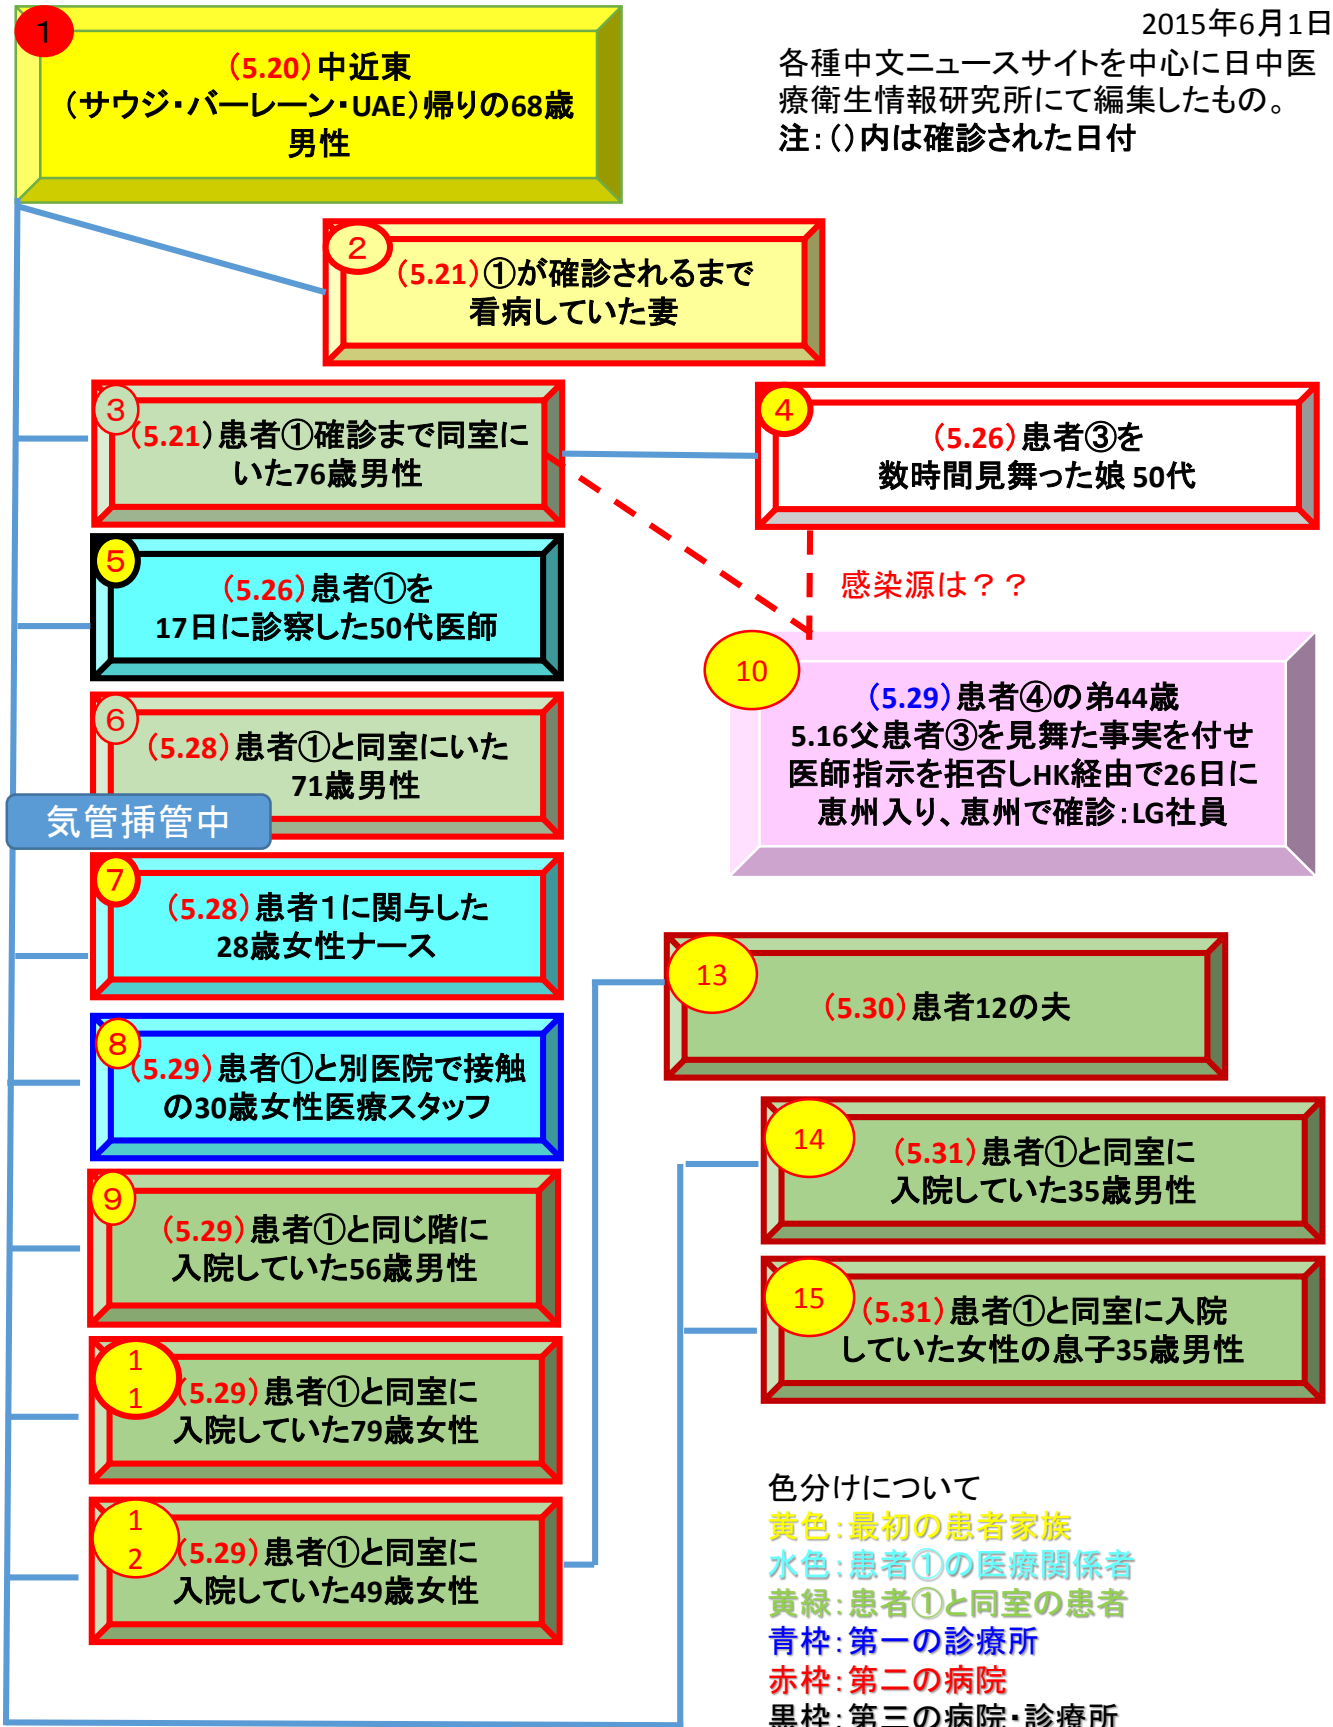 2015年6月1日
各種中文ニュースサイトを中心に日中医
療衛生情報研究所にて編集したもの。
注：()内は確診された日付
1
（5.20）中近東
（サウジ・バーレーン・UAE）帰りの68歳
男性
2
（5.21）①が確診されるまで
看病していた妻
3
（5.21）患者①確診まで同室に
いた76歳男性
4
（5.26）患者③を
数時間見舞った娘 50代
5
（5.26）患者①を
17日に診察した50代医師
感染源は？？
6
（5.28）患者①と同室にいた
71歳男性
気管挿管中
10
（5.29）患者④の弟44歳
5.16父患者③を見舞た事実を付せ
医師指示を拒否しHK経由で26日に
恵州入り、恵州で確診：LG社員
7
（5.28）患者１に関与した
28歳女性ナース
8
（5.29）患者①と別医院で接触
の30歳女性医療スタッフ
9
（5.29）患者①と同じ階に
入院していた56歳男性
1
1
（5.29）患者①と同室に
入院していた79歳女性
1
2
（5.29）患者①と同室に
入院していた49歳女性
13
（5.30）患者12の夫
14
（5.31）患者①と同室に
入院していた35歳男性
15
（5.31）患者①と同室に入院
していた女性の息子35歳男性
色分けについて
黄色：最初の患者家族
水色：患者①の医療関係者
黄緑：患者①と同室の患者
青枠：第一の診療所
赤枠：第二の病院
黒枠：第三の病院・診療所